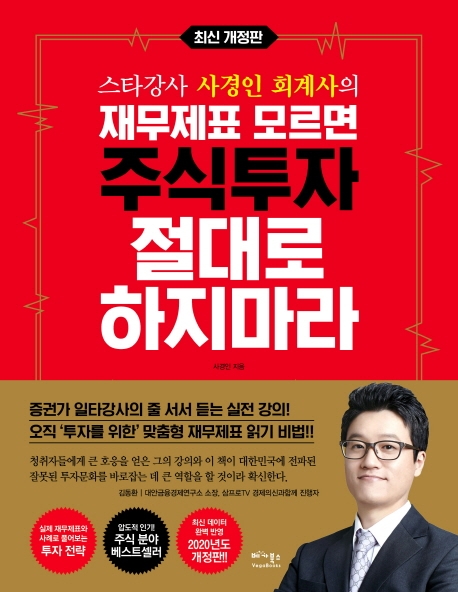 최신 개정판
스타강사 사경인 회계사의
재무제표 모르면
주식투자
절대로
하지마라
사경인 지음
증권가 일타강사의 줄 서서 듣는 실전 강의!
오직 '투자를 위한' 맞춤형 재무제표 읽기 비법!!
청취자들에게 큰 호응을 얻은 그의 강의와 이 책이 대한민국에 전파된
잘못된 투자문화를 바로잡는 데 큰 역할을 할 것이라 확신한다.
김동환 | 대안금융경제연구소 소장, 삼프로TV 경제의신과함께 진행자
실제 재무제표와
사례로 풀어보는
투자 전략
압도적 인기!
주식 분야
베스트셀러
최신 데이터
완벽 반영
2020년도
개정판!!
베가북스
VegaBooks